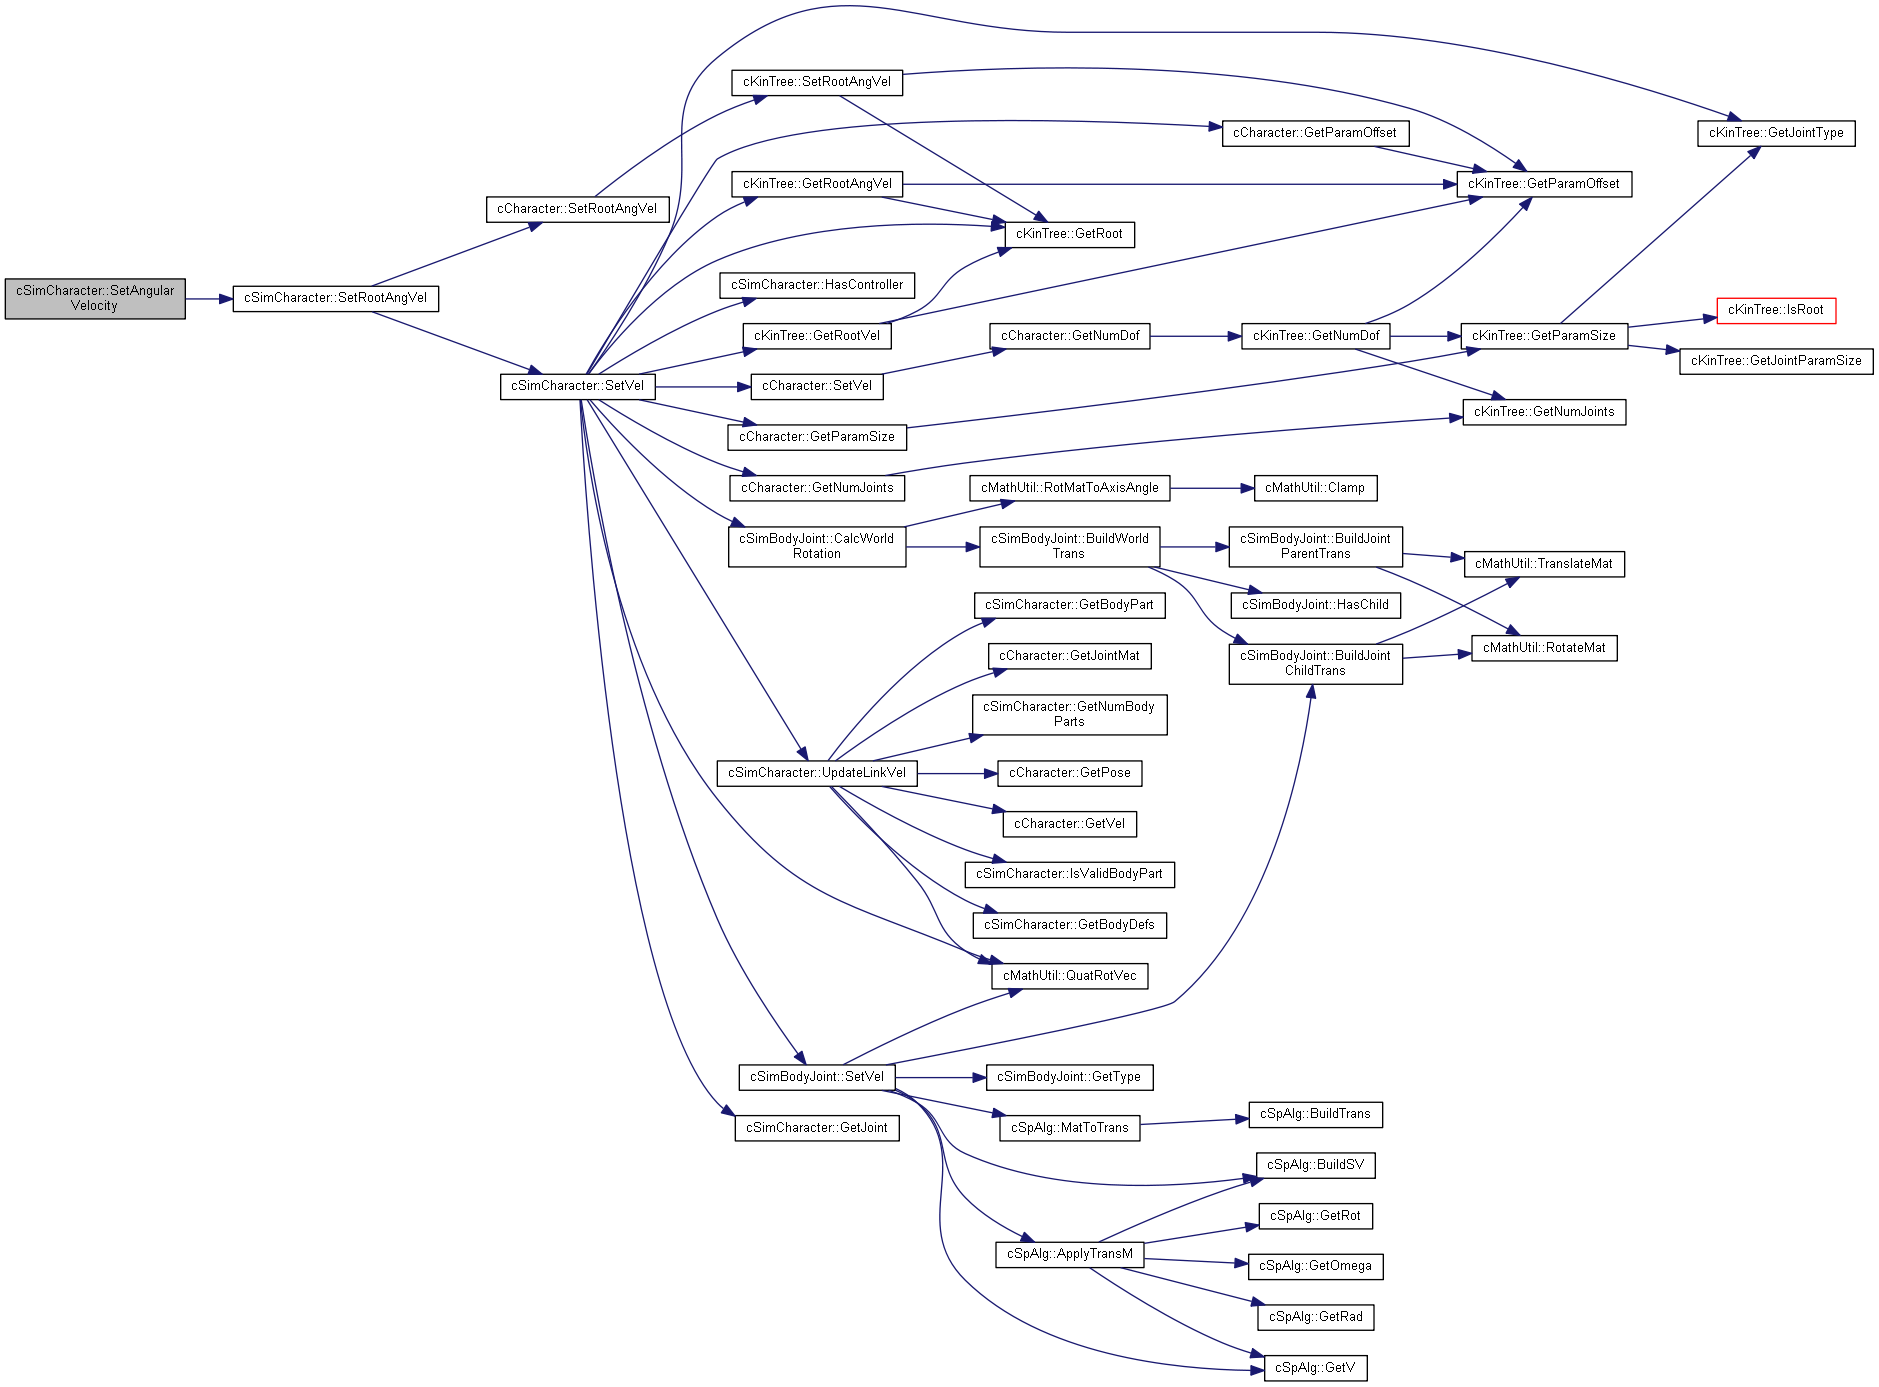 cSimCharacter::SetAngular
Velocity
cSimCharacter::SetRootAngVel
cCharacter::SetRootAngVel
cSimCharacter::SetVel
cKinTree::SetRootAngVel
cKinTree::GetRootAngVel
cSimCharacter::HasController
cKinTree::GetRootVel
cCharacter::SetVel
cCharacter::GetParamSize
cCharacter::GetNumJoints
cSimBodyJoint::CalcWorld
Rotation
cSimCharacter::UpdateLinkVel
cSimBodyJoint::SetVel
cSimCharacter::GetJoint
cKinTree::GetRoot
cCharacter::GetNumDof
cMathUtil::RotMatToAxisAngle
cSimBodyJoint::BuildWorld
Trans
cSimCharacter::GetBodyPart
cCharacter::GetJointMat
cSimCharacter::GetNumBody
Parts
cCharacter::GetPose
cCharacter::GetVel
cSimCharacter::IsValidBodyPart
cSimCharacter::GetBodyDefs
cMathUtil::QuatRotVec
cSimBodyJoint::GetType
cSpAlg::MatToTrans
cSpAlg::ApplyTransM
cCharacter::GetParamOffset
cKinTree::GetNumDof
cMathUtil::Clamp
cSimBodyJoint::BuildJoint
ParentTrans
cSimBodyJoint::HasChild
cSimBodyJoint::BuildJoint
ChildTrans
cSpAlg::BuildTrans
cSpAlg::BuildSV
cSpAlg::GetRot
cSpAlg::GetOmega
cSpAlg::GetRad
cSpAlg::GetV
cKinTree::GetParamOffset
cKinTree::GetParamSize
cKinTree::GetNumJoints
cMathUtil::TranslateMat
cMathUtil::RotateMat
cKinTree::GetJointType
cKinTree::IsRoot
cKinTree::GetJointParamSize